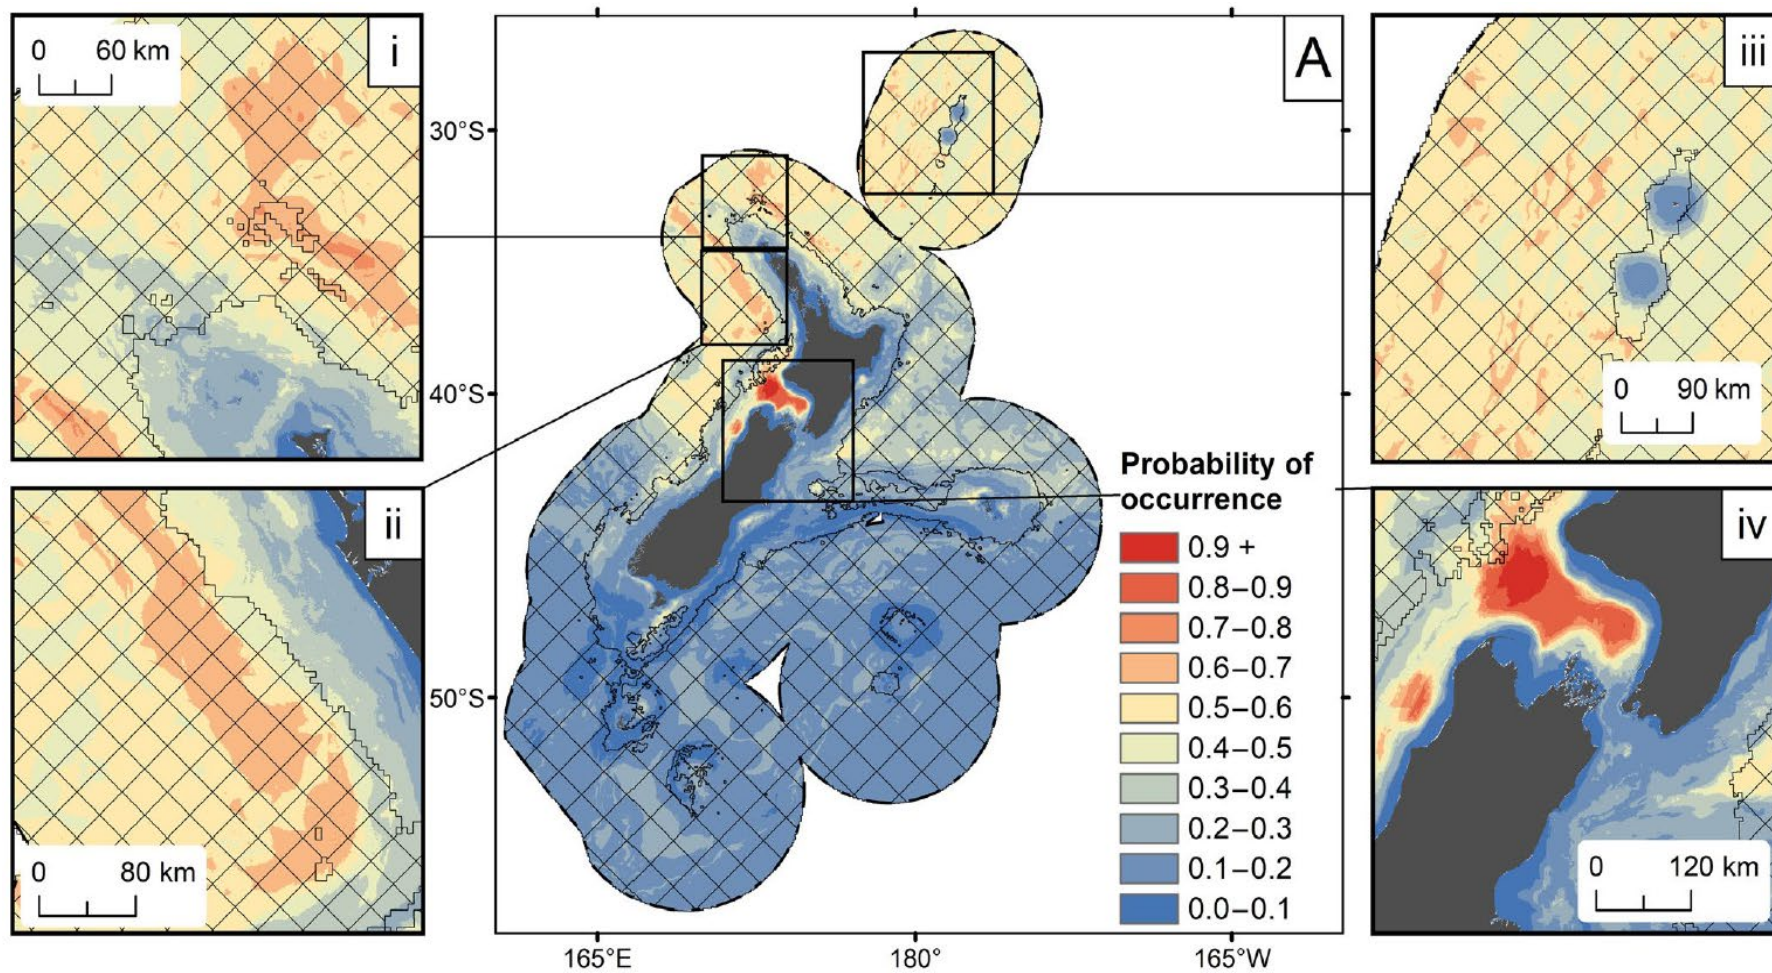 0 60 km
i
A
iii
0 90 km
30°S
40°S
50°S
165°E
180°
165°W
ii
0 80 km
Probability of
occurrence
0.9 +
0.8–0.9
0.7–0.8
0.6–0.7
0.5–0.6
0.4–0.5
0.3–0.4
0.2–0.3
0.1–0.2
0.0–0.1
iv
0 120 km